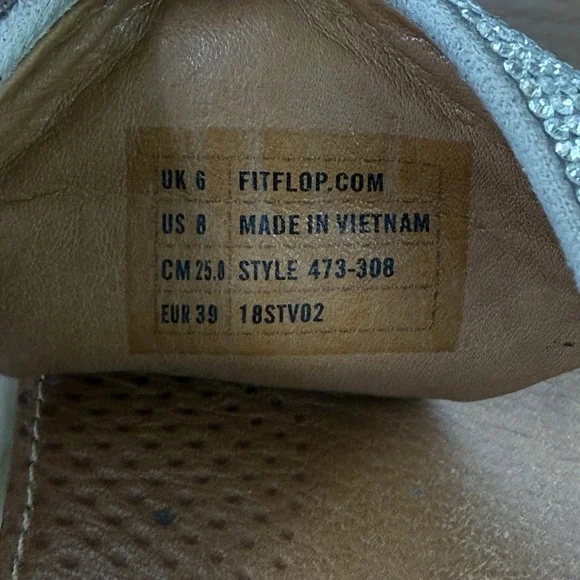 UK 6 FITFLOP.COM
US 8 MADE IN VIETNAM
CM 25.0 STYLE 473-308
EUR 39 18STV02